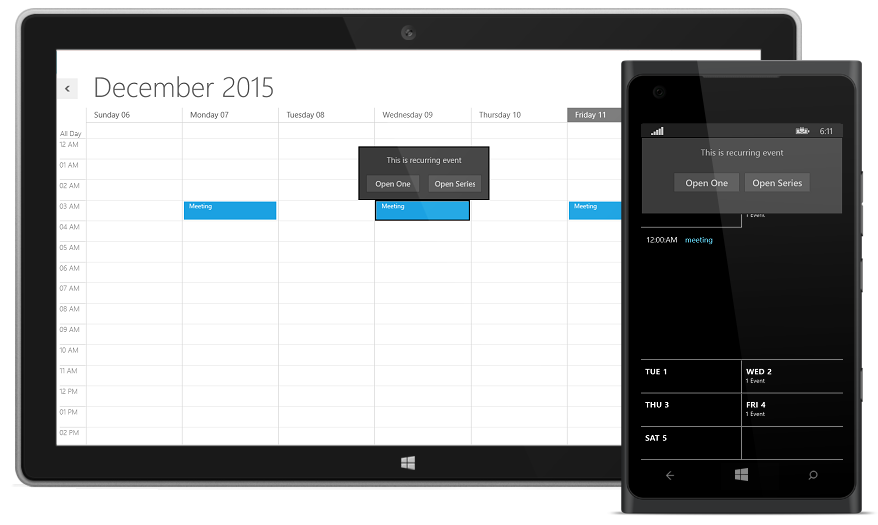 December 2015
Sunday 06 Monday 07 Tuesday 08 Wednesday 09 Thursday 10 Friday 11
All Day
12 AM
01 AM
This is recurring event
02 AM
Open One Open Series
03 AM Meeting Meeting Meeting
04 AM
05 AM
06 AM
07 AM
08 AM
09 AM
10 AM
11 AM
12 PM
01 PM
02 PM
6:11
This is recurring event
Open One Open Series
1 Event
12:00:AM meeting
TUE 1 WED 2
1 Event
THU 3 FRI 4
1 Event
SAT 5